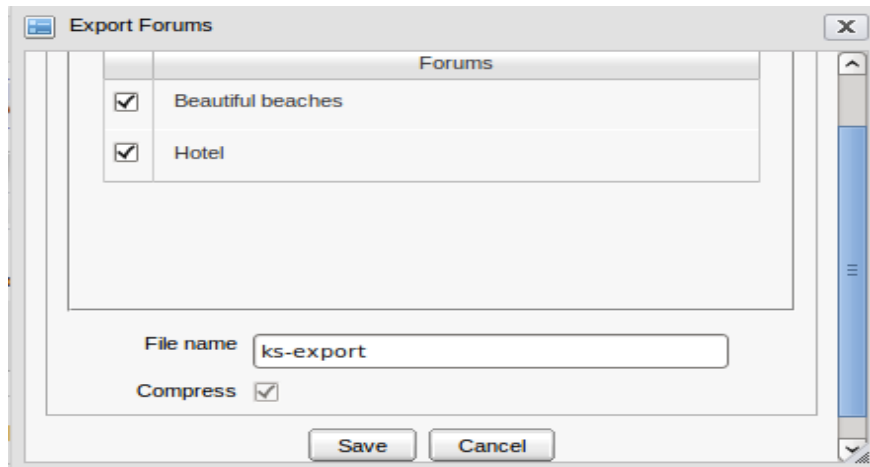 Export Forums
Forums
Beautiful beaches
Hotel
File name ks-export
Compress
Save Cancel